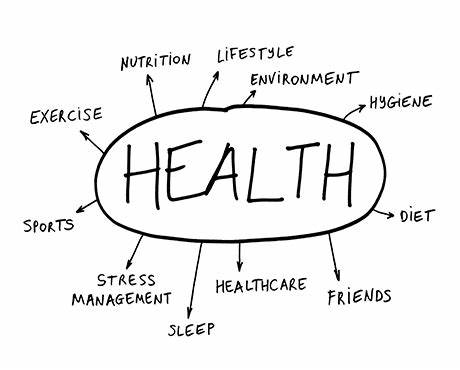 LiFESTYLE
NUTRiTiON
ENVIRONMENT
HYGiENE
EXERCiSE
HEALTH
SPORTS
DiET
STRESS
MANAGEMENT
HEALTHCARE
FRiENDS
SLEEP